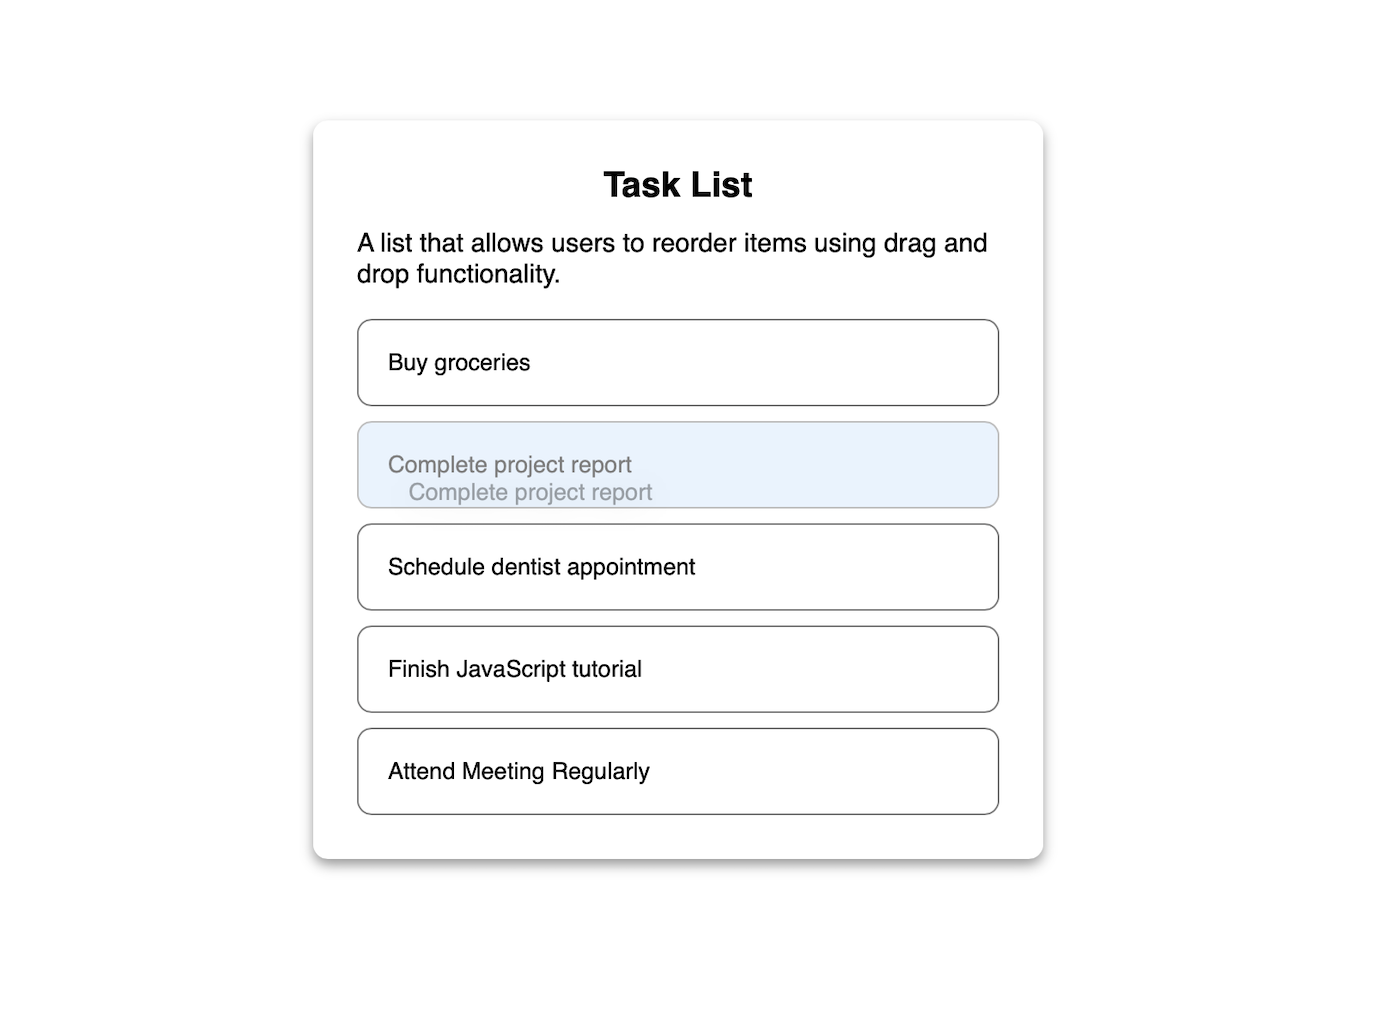 Task List
A list that allows users to reorder items using drag and
drop functionality.
Buy groceries
Complete project report
Complete project report
Schedule dentist appointment
Finish JavaScript tutorial
Attend Meeting Regularly